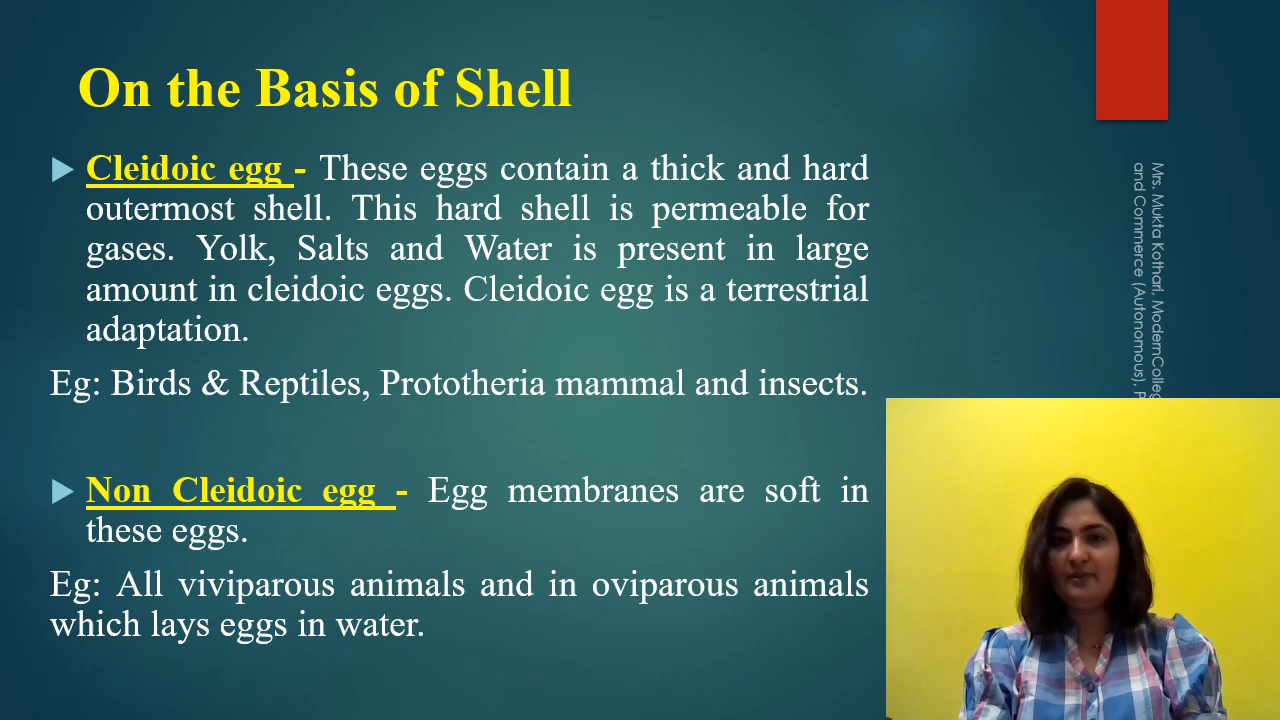 On the Basis of Shell
Cleidoic egg - These eggs contain a thick and hard
outermost shell. This hard shell is permeable for
gases. Yolk, Salts and Water is present in large
amount in cleidoic eggs. Cleidoic egg is a terrestrial
adaptation.
Eg: Birds & Reptiles, Prototheria mammal and insects.
Non Cleidoic egg - Egg membranes are soft in
these eggs.
Eg: All viviparous animals and in oviparous animals
which lays eggs in water.
Mrs. Mukta Kothari, ModernColleg
and Commerce (Autonomous), P